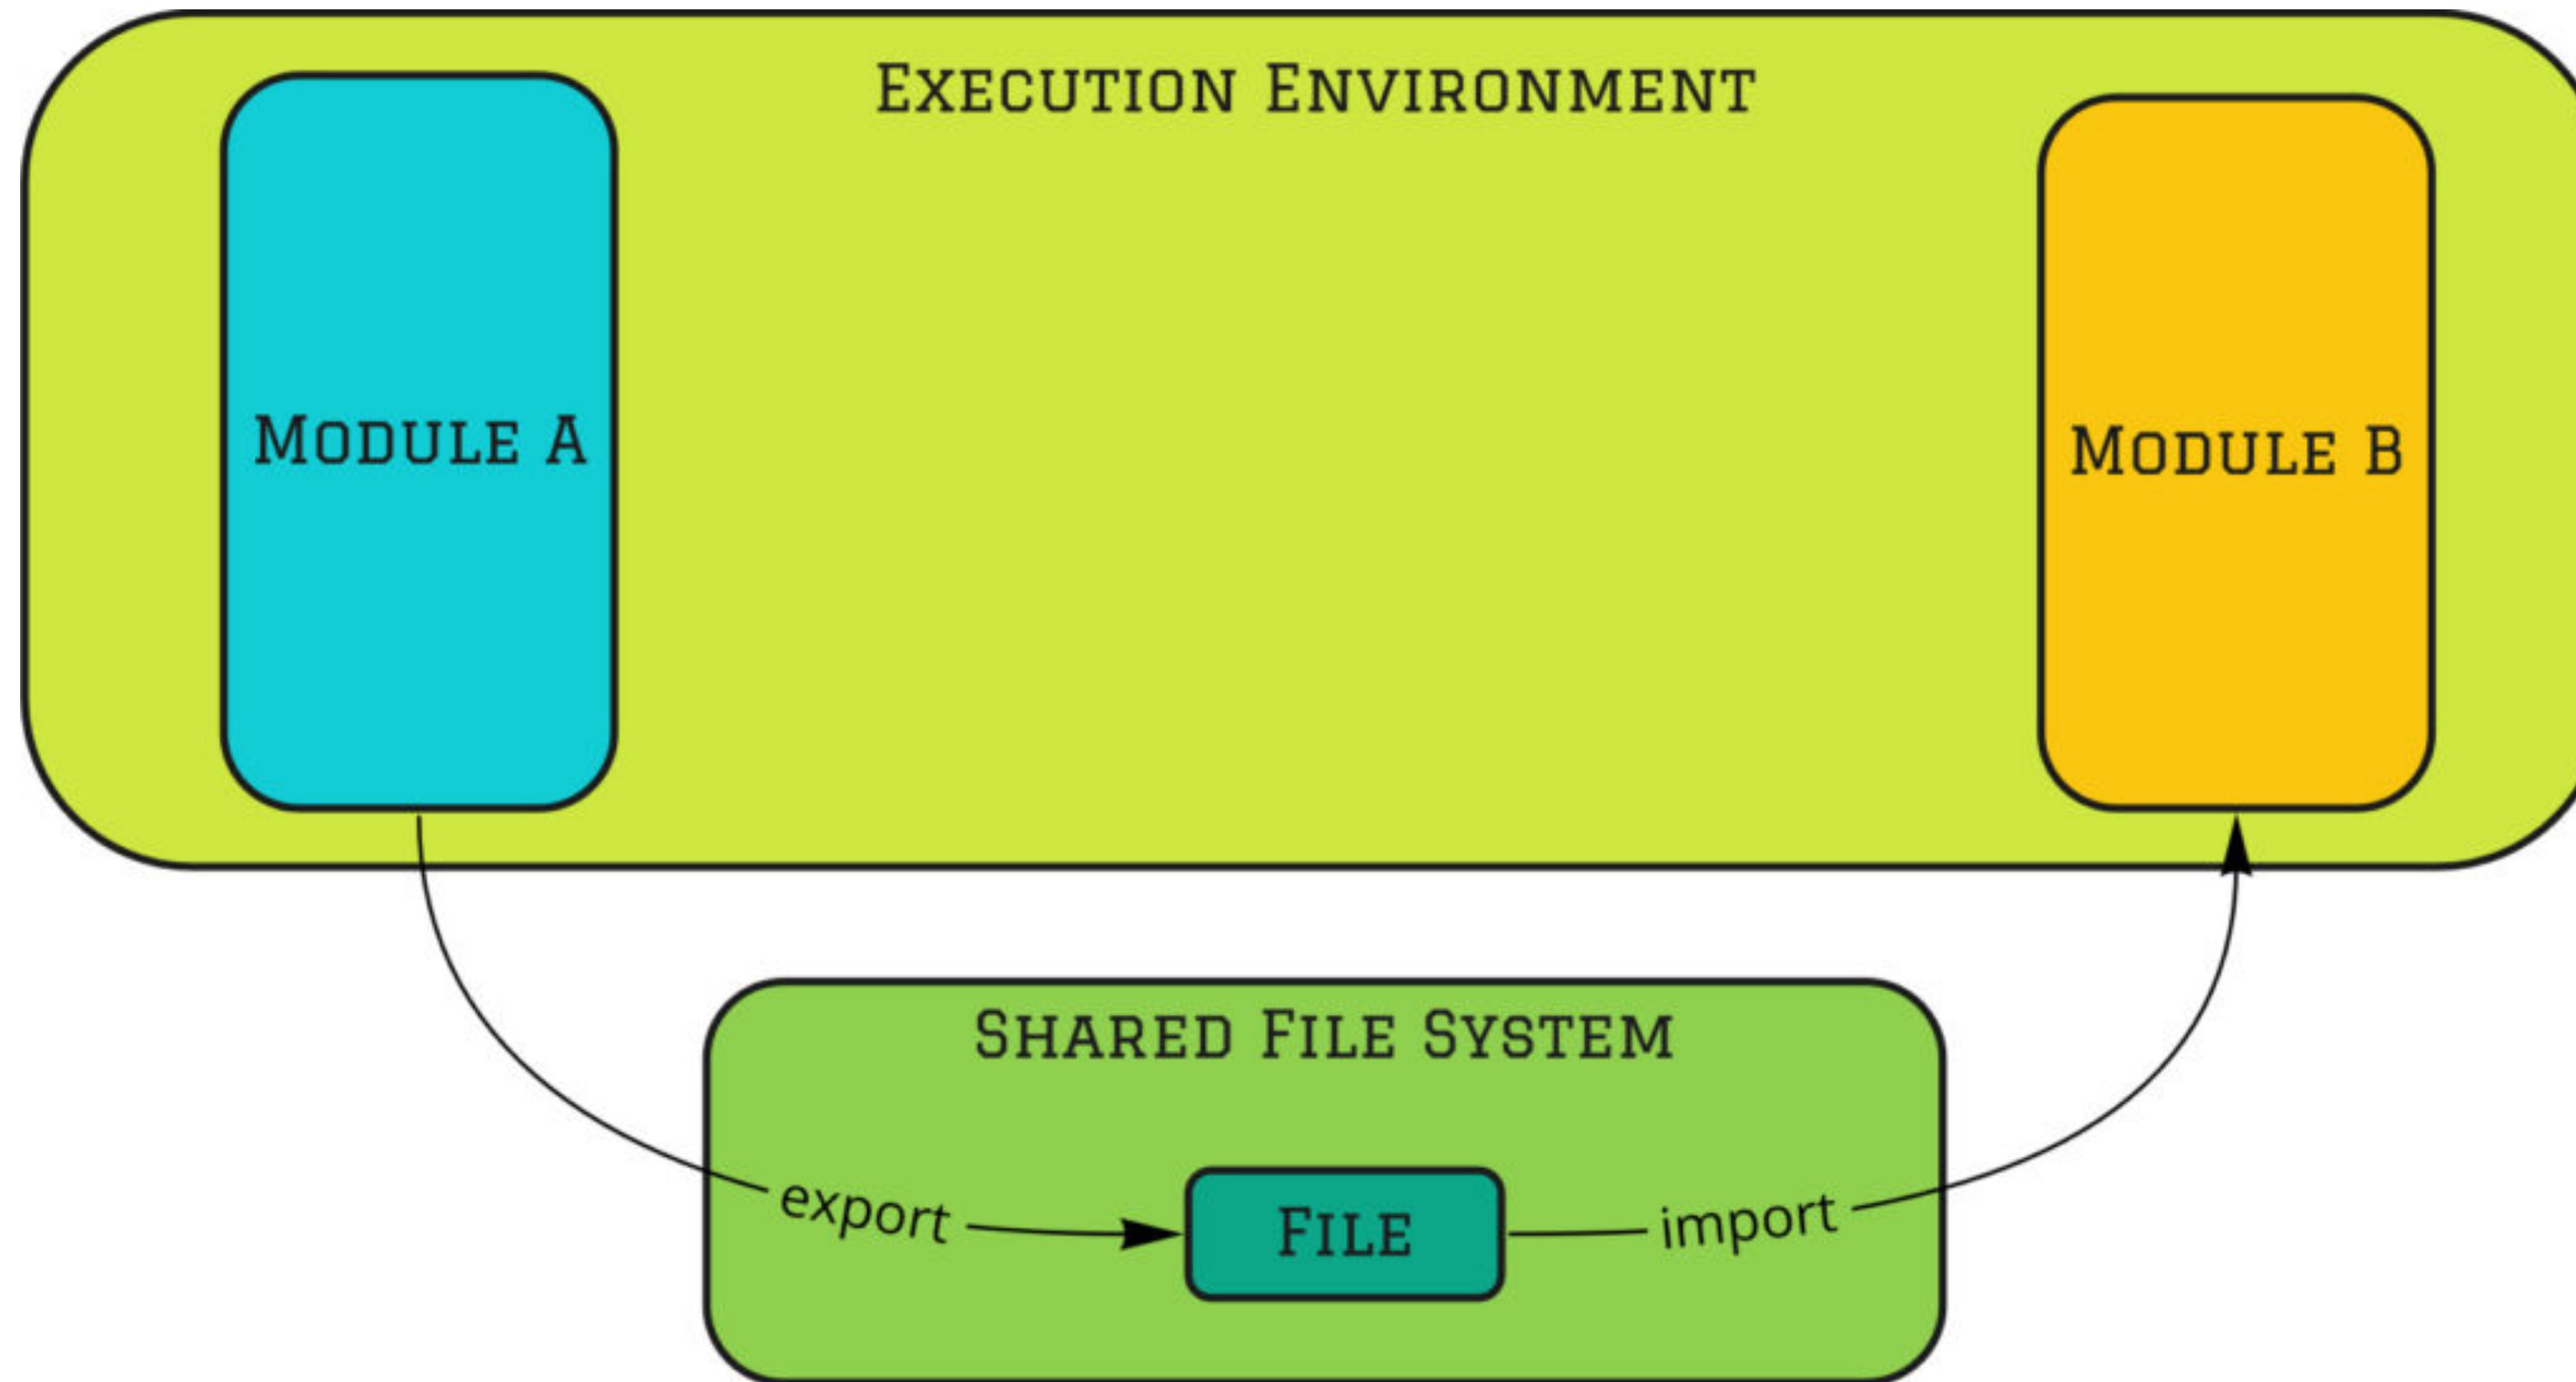 Execution Environment
Module A
Module B
Shared File System
export
File
import